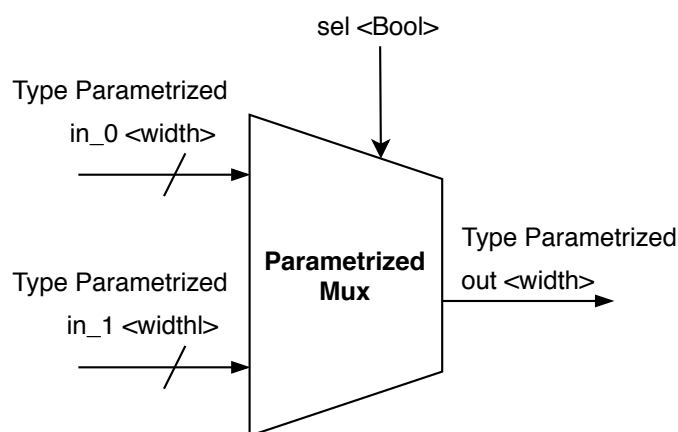 sel <Bool>
Type Parametrized
in_0 <width>
Parametrized
Mux
Type Parametrized
out <width>
Type Parametrized
in_1 <widthl>